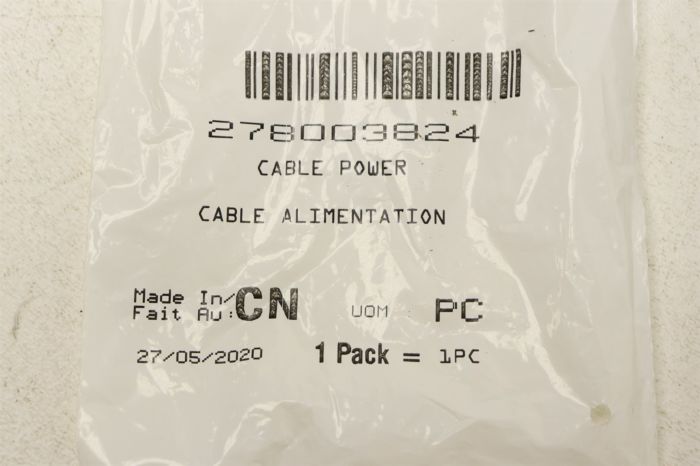 278003824
CABLE POWER
CABLE ALIMENTATION
Made In/
Fait Au: CN UOM : PC
27/05/2020 1 Pack = 1PC